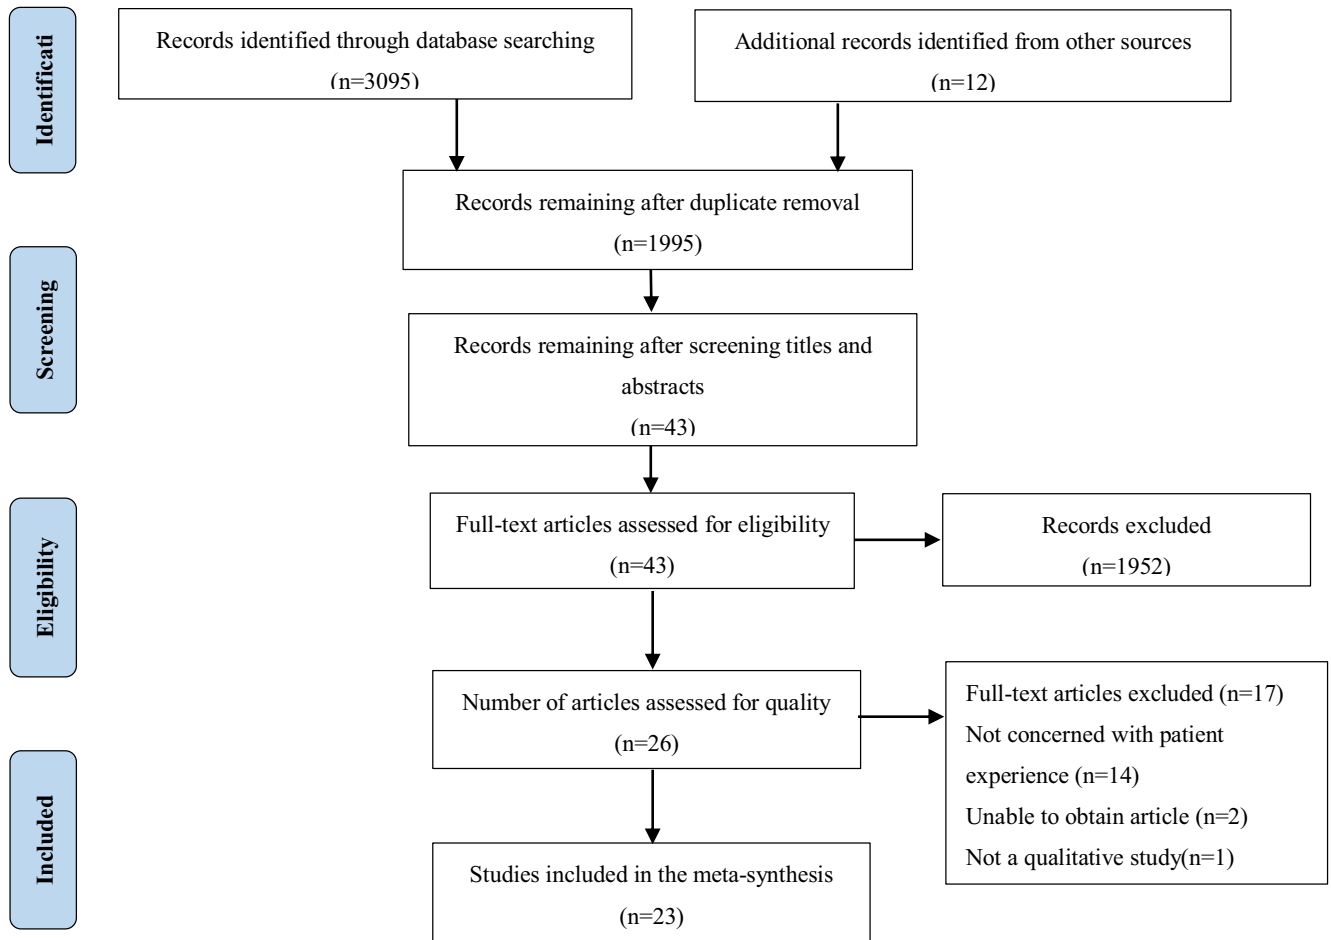 Identificati
Records identified through database searching
(n=3095)
Additional records identified from other sources
(n=12)
Records remaining after duplicate removal
(n=1995)
Screening
Records remaining after screening titles and
abstracts
(n=43)
Eligibility
Full-text articles assessed for eligibility
(n=43)
Records excluded
(n=1952)
Number of articles assessed for quality
(n=26)
Full-text articles excluded (n=17)
Not concerned with patient
experience (n=14)
Unable to obtain article (n=2)
Not a qualitative study(n=1)
Included
Studies included in the meta-synthesis
(n=23)